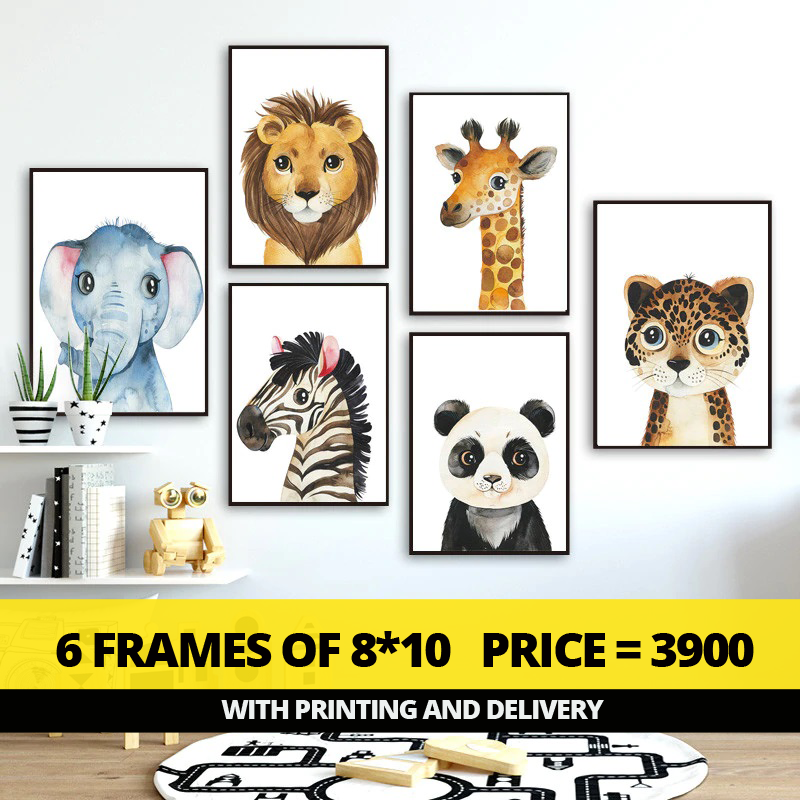 6 FRAMES OF 8*10 PRICE = 3900
WITH PRINTING AND DELIVERY